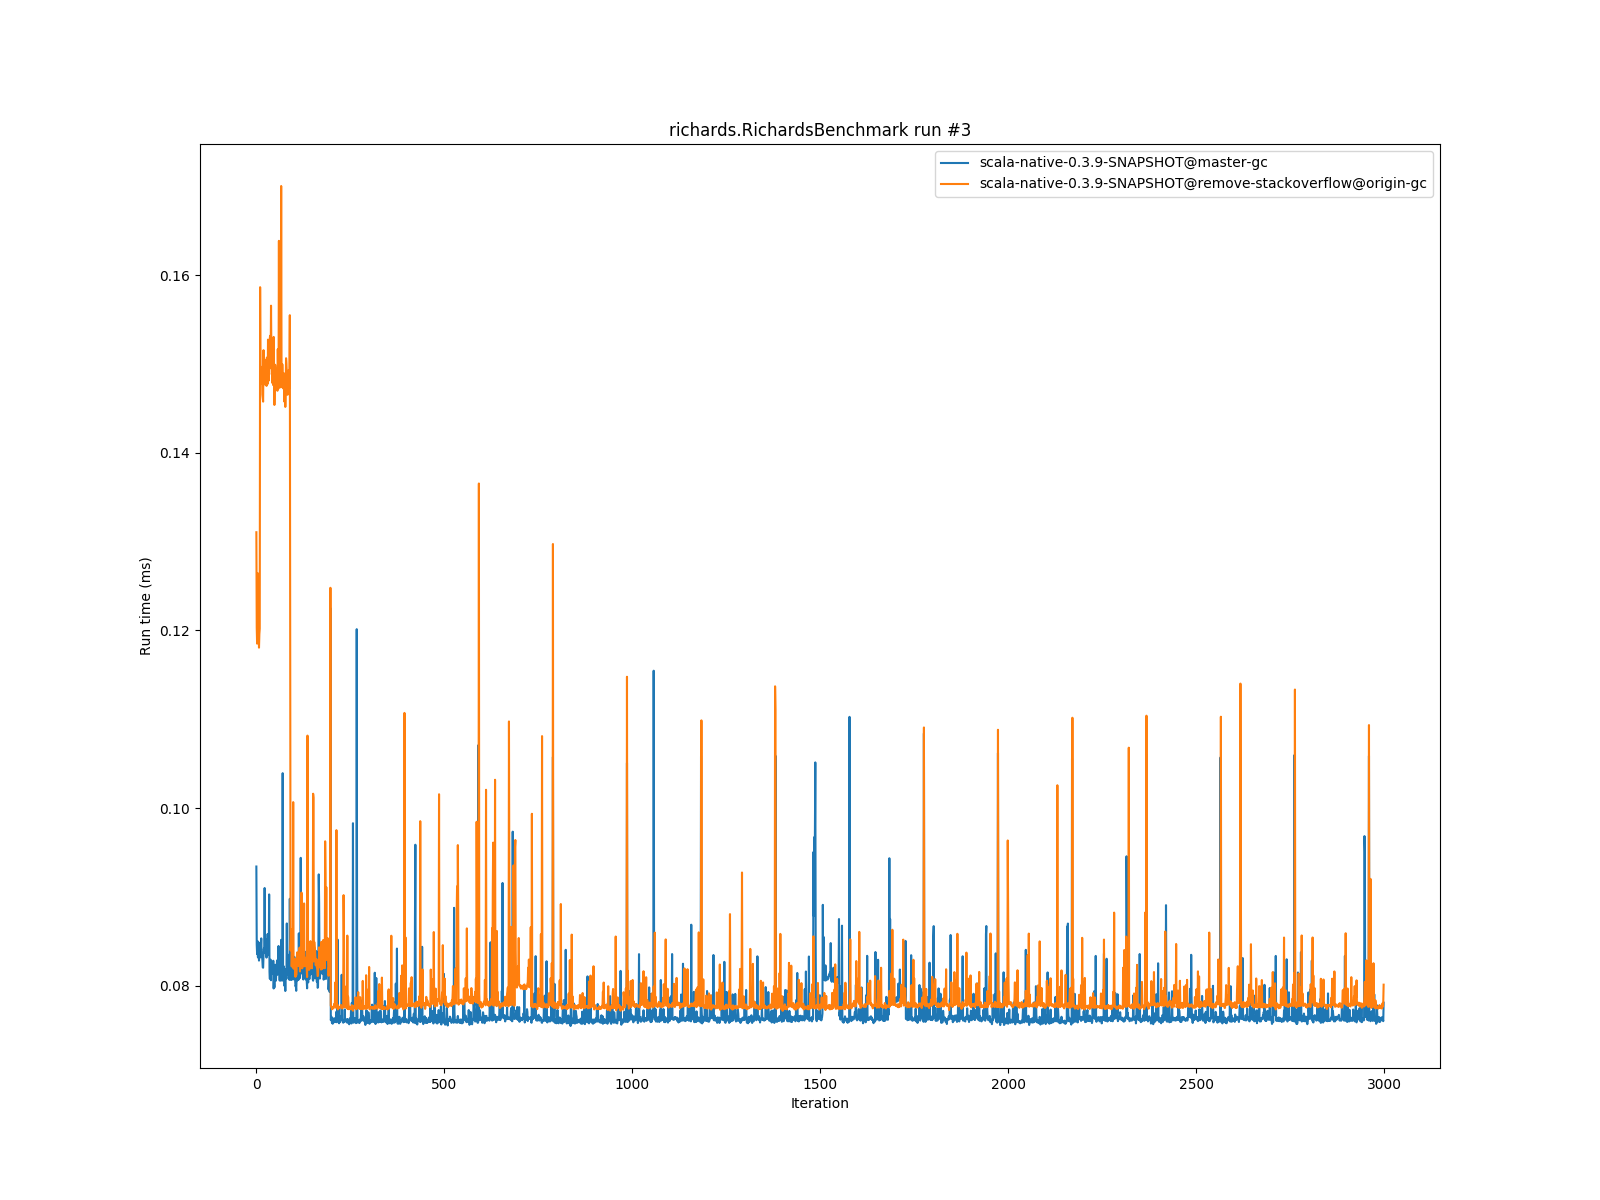 richards.RichardsBenchmark run #3
scala-native-0.3.9-SNAPSHOT@master-gc
scala-native-0.3.9-SNAPSHOT@remove-stackoverflow@origin-gc
Run time (ms)
0.16
0.14
0.12
0.10
0.08
0 500 1000 1500 2000 2500 3000
Iteration